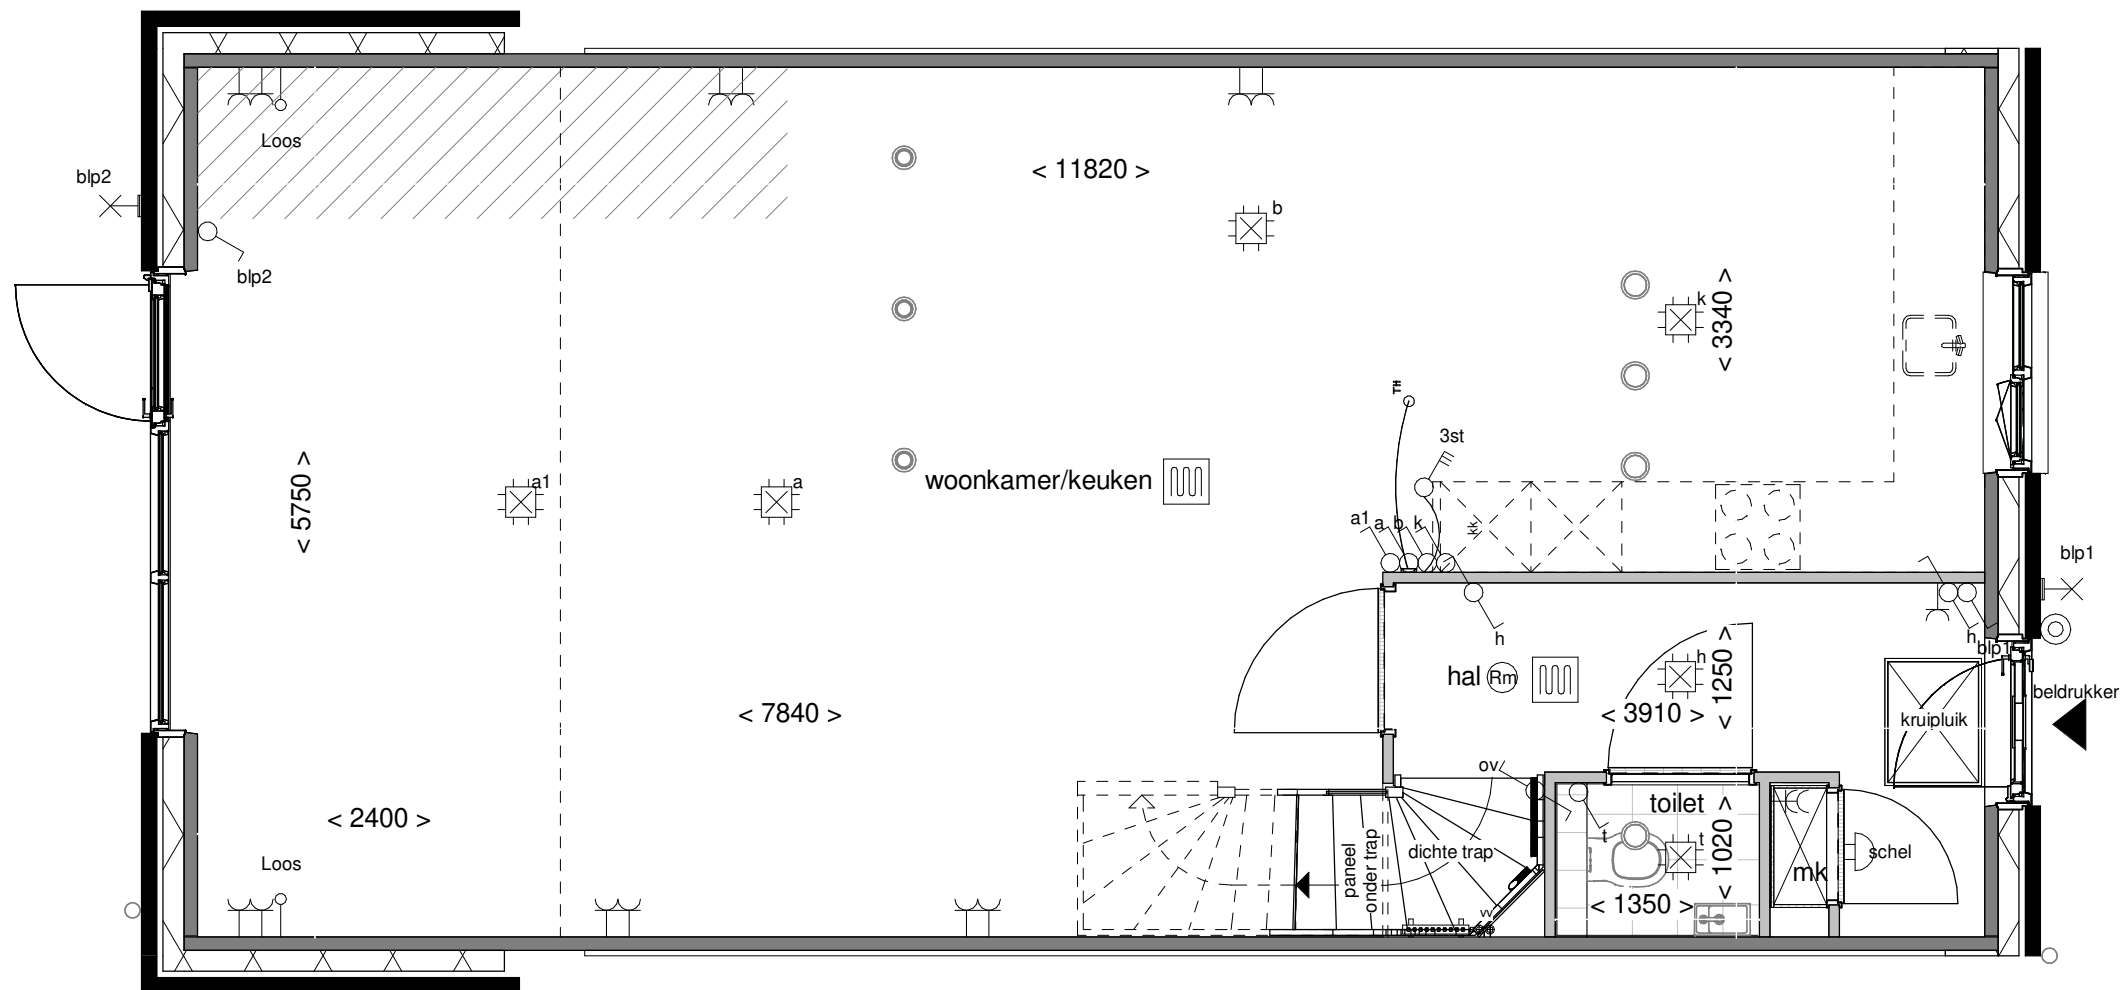 Loos
blp2
< 11820 >
b
blp2
k
< 3340 >
TH
3st
a1
a
woonkamer/keuken
< 5750 >
a1 a b k
kk
blp1
h
h
blp1
hal Rm
h
< 1250 >
beldrukker
< 7840 >
< 3910 >
kruipluik
ov
toilet
< 2400 >
t
t
< 1020 >
Loos
paneel
onder trap
dichte trap
schel
mk
vv
< 1350 >